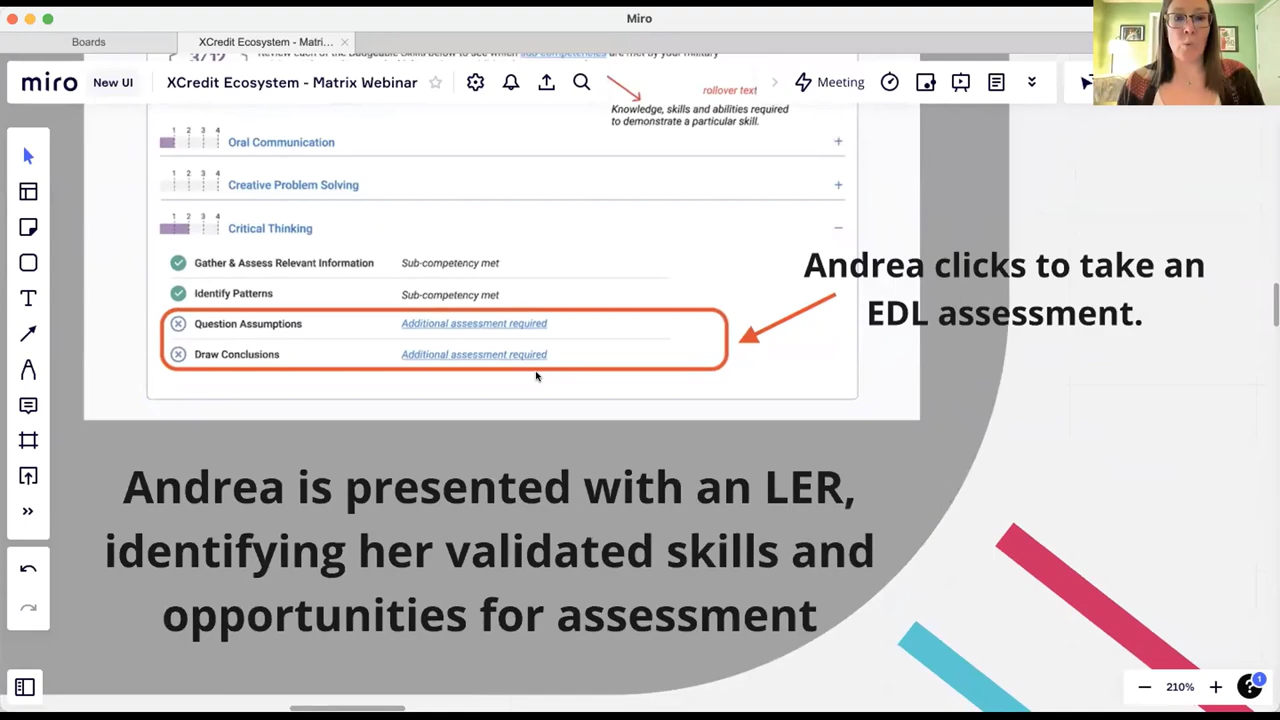 Miro
Boards
XCredit Ecosystem - Matri...
3/12
miro
New UI
XCredit Ecosystem - Matrix Webinar
Meeting
rollover text
Knowledge, skills and abilities required
to demonstrate a particular skill.
1 2 3 4
Oral Communication
+
1 2 3 4
Creative Problem Solving
+
1 2 3 4
Critical Thinking
−
Gather & Assess Relevant Information Sub-competency met
Identify Patterns Sub-competency met
Question Assumptions Additional assessment required
Draw Conclusions Additional assessment required
Andrea clicks to take an
EDL assessment.
Andrea is presented with an LER,
identifying her validated skills and
opportunities for assessment
− 210% + ? 1